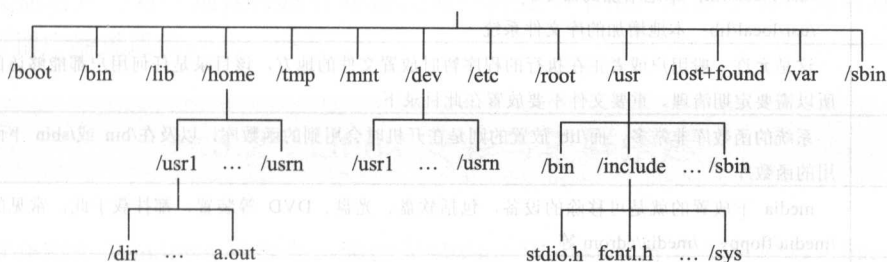 /boot /bin /lib /home /tmp /mnt /dev /etc /root /usr /lost+found /var /sbin
/usr1 … /usrn /usr1 … /usrn /bin /include … /sbin
/dir … a.out stdio.h fcntl.h … /sys